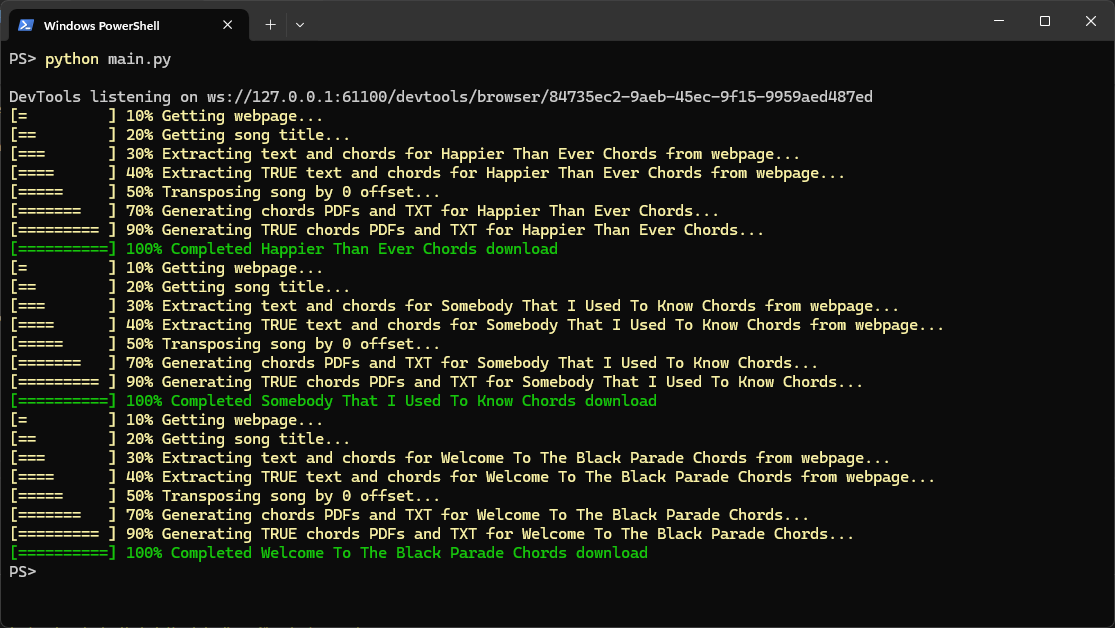 Windows PowerShell
PS> python main.py
DevTools listening on ws://127.0.0.1:61100/devtools/browser/84735ec2-9aeb-45ec-9f15-9959aed487ed
[=         ] 10% Getting webpage...
[==        ] 20% Getting song title...
[===       ] 30% Extracting text and chords for Happier Than Ever Chords from webpage...
[====      ] 40% Extracting TRUE text and chords for Happier Than Ever Chords from webpage...
[=====     ] 50% Transposing song by 0 offset...
[=======   ] 70% Generating chords PDFs and TXT for Happier Than Ever Chords...
[========= ] 90% Generating TRUE chords PDFs and TXT for Happier Than Ever Chords...
[==========] 100% Completed Happier Than Ever Chords download
[=         ] 10% Getting webpage...
[==        ] 20% Getting song title...
[===       ] 30% Extracting text and chords for Somebody That I Used To Know Chords from webpage...
[====      ] 40% Extracting TRUE text and chords for Somebody That I Used To Know Chords from webpage...
[=====     ] 50% Transposing song by 0 offset...
[=======   ] 70% Generating chords PDFs and TXT for Somebody That I Used To Know Chords...
[========= ] 90% Generating TRUE chords PDFs and TXT for Somebody That I Used To Know Chords...
[==========] 100% Completed Somebody That I Used To Know Chords download
[=         ] 10% Getting webpage...
[==        ] 20% Getting song title...
[===       ] 30% Extracting text and chords for Welcome To The Black Parade Chords from webpage...
[====      ] 40% Extracting TRUE text and chords for Welcome To The Black Parade Chords from webpage...
[=====     ] 50% Transposing song by 0 offset...
[=======   ] 70% Generating chords PDFs and TXT for Welcome To The Black Parade Chords...
[========= ] 90% Generating TRUE chords PDFs and TXT for Welcome To The Black Parade Chords...
[==========] 100% Completed Welcome To The Black Parade Chords download
PS>